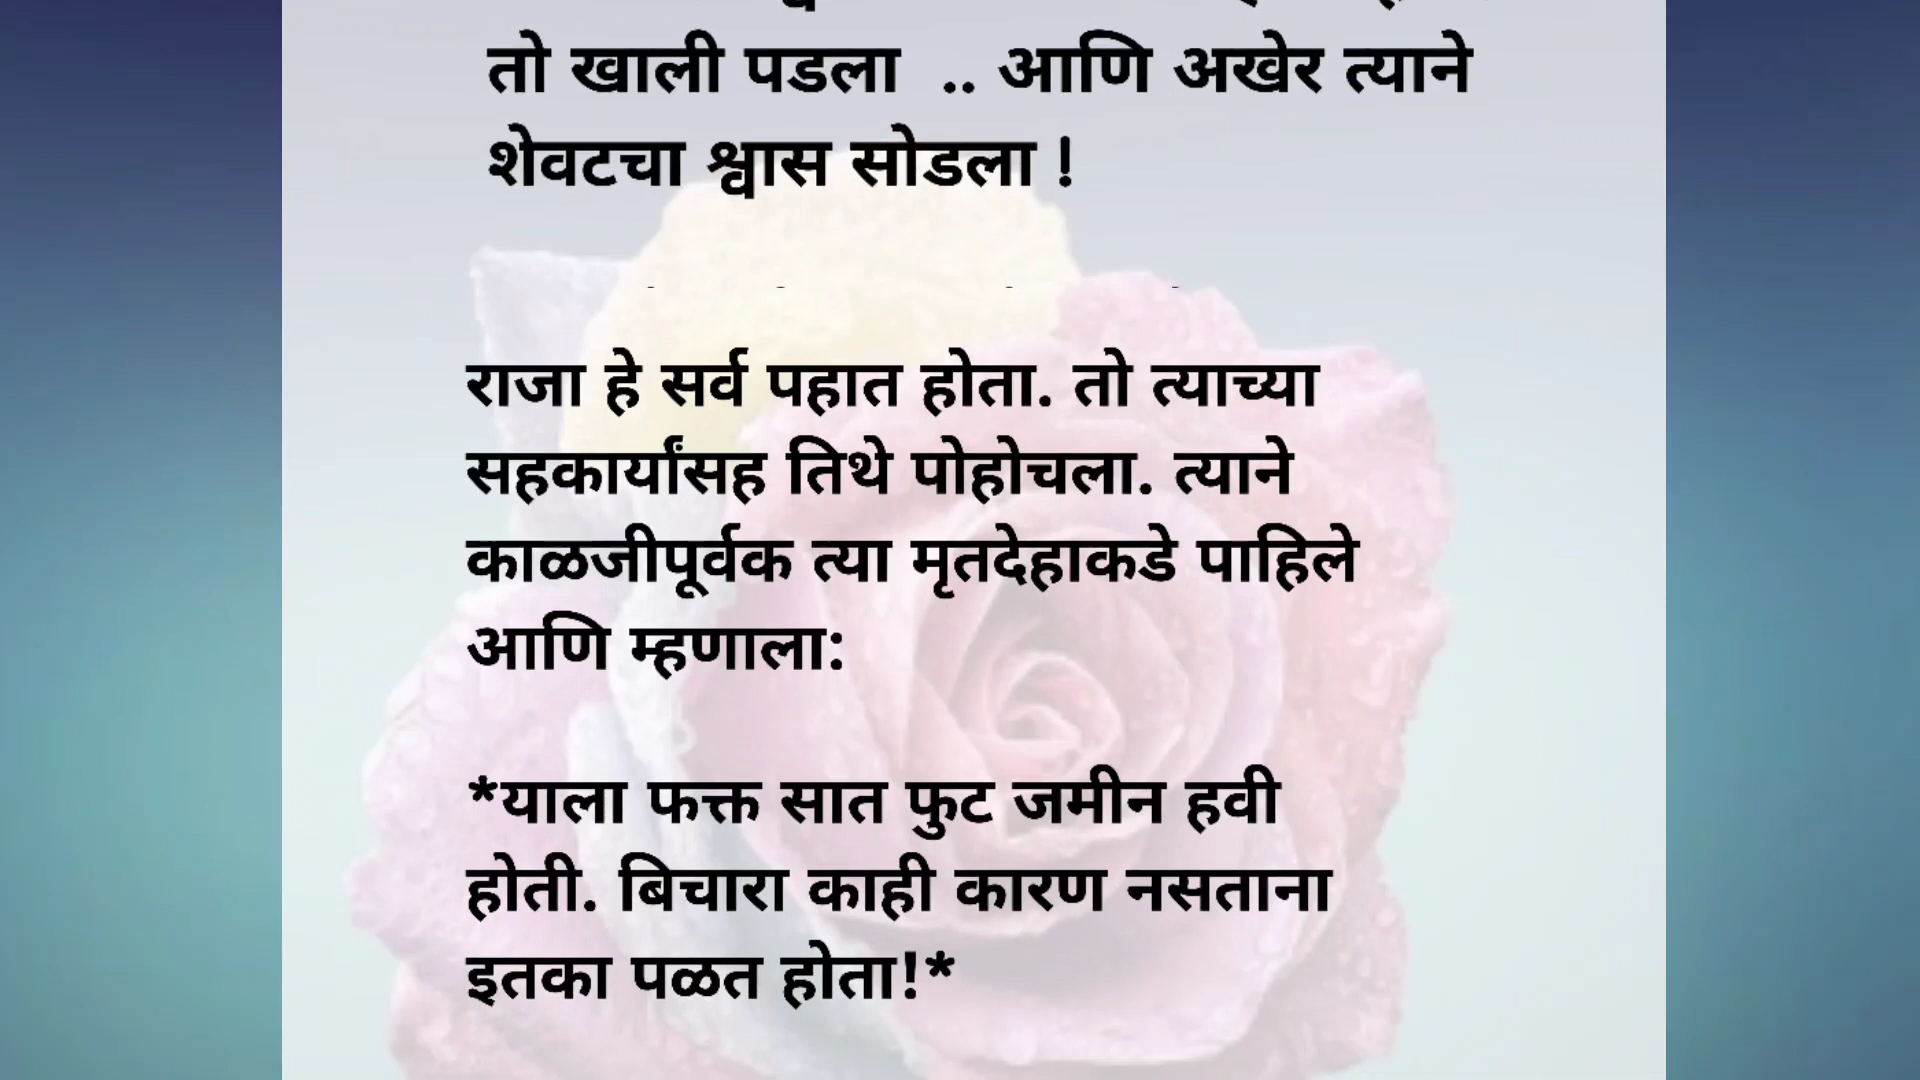 तो खाली पडला .. आणि अखेर त्याने
शेवटचा श्वास सोडला !
राजा हे सर्व पहात होता. तो त्याच्या
सहकार्यांसह तिथे पोहोचला. त्याने
काळजीपूर्वक त्या मृतदेहाकडे पाहिले
आणि म्हणाला:
*याला फक्त सात फुट जमीन हवी
होती. बिचारा काही कारण नसताना
इतका पळत होता!*